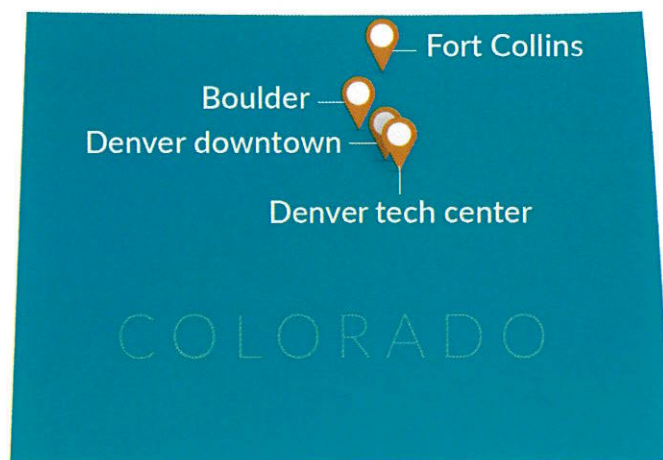 Fort Collins
Boulder
Denver downtown
Denver tech center
COLORADO